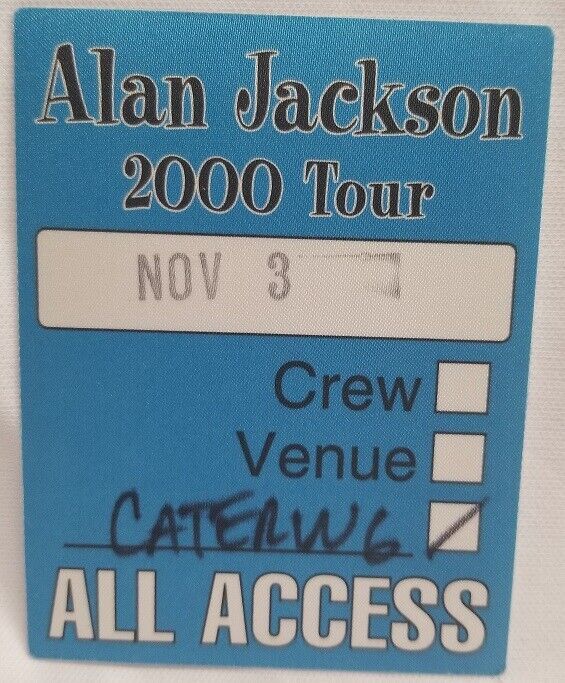 Alan Jackson
2000 Tour
NOV 3
Crew
Venue
CATERING
ALL ACCESS